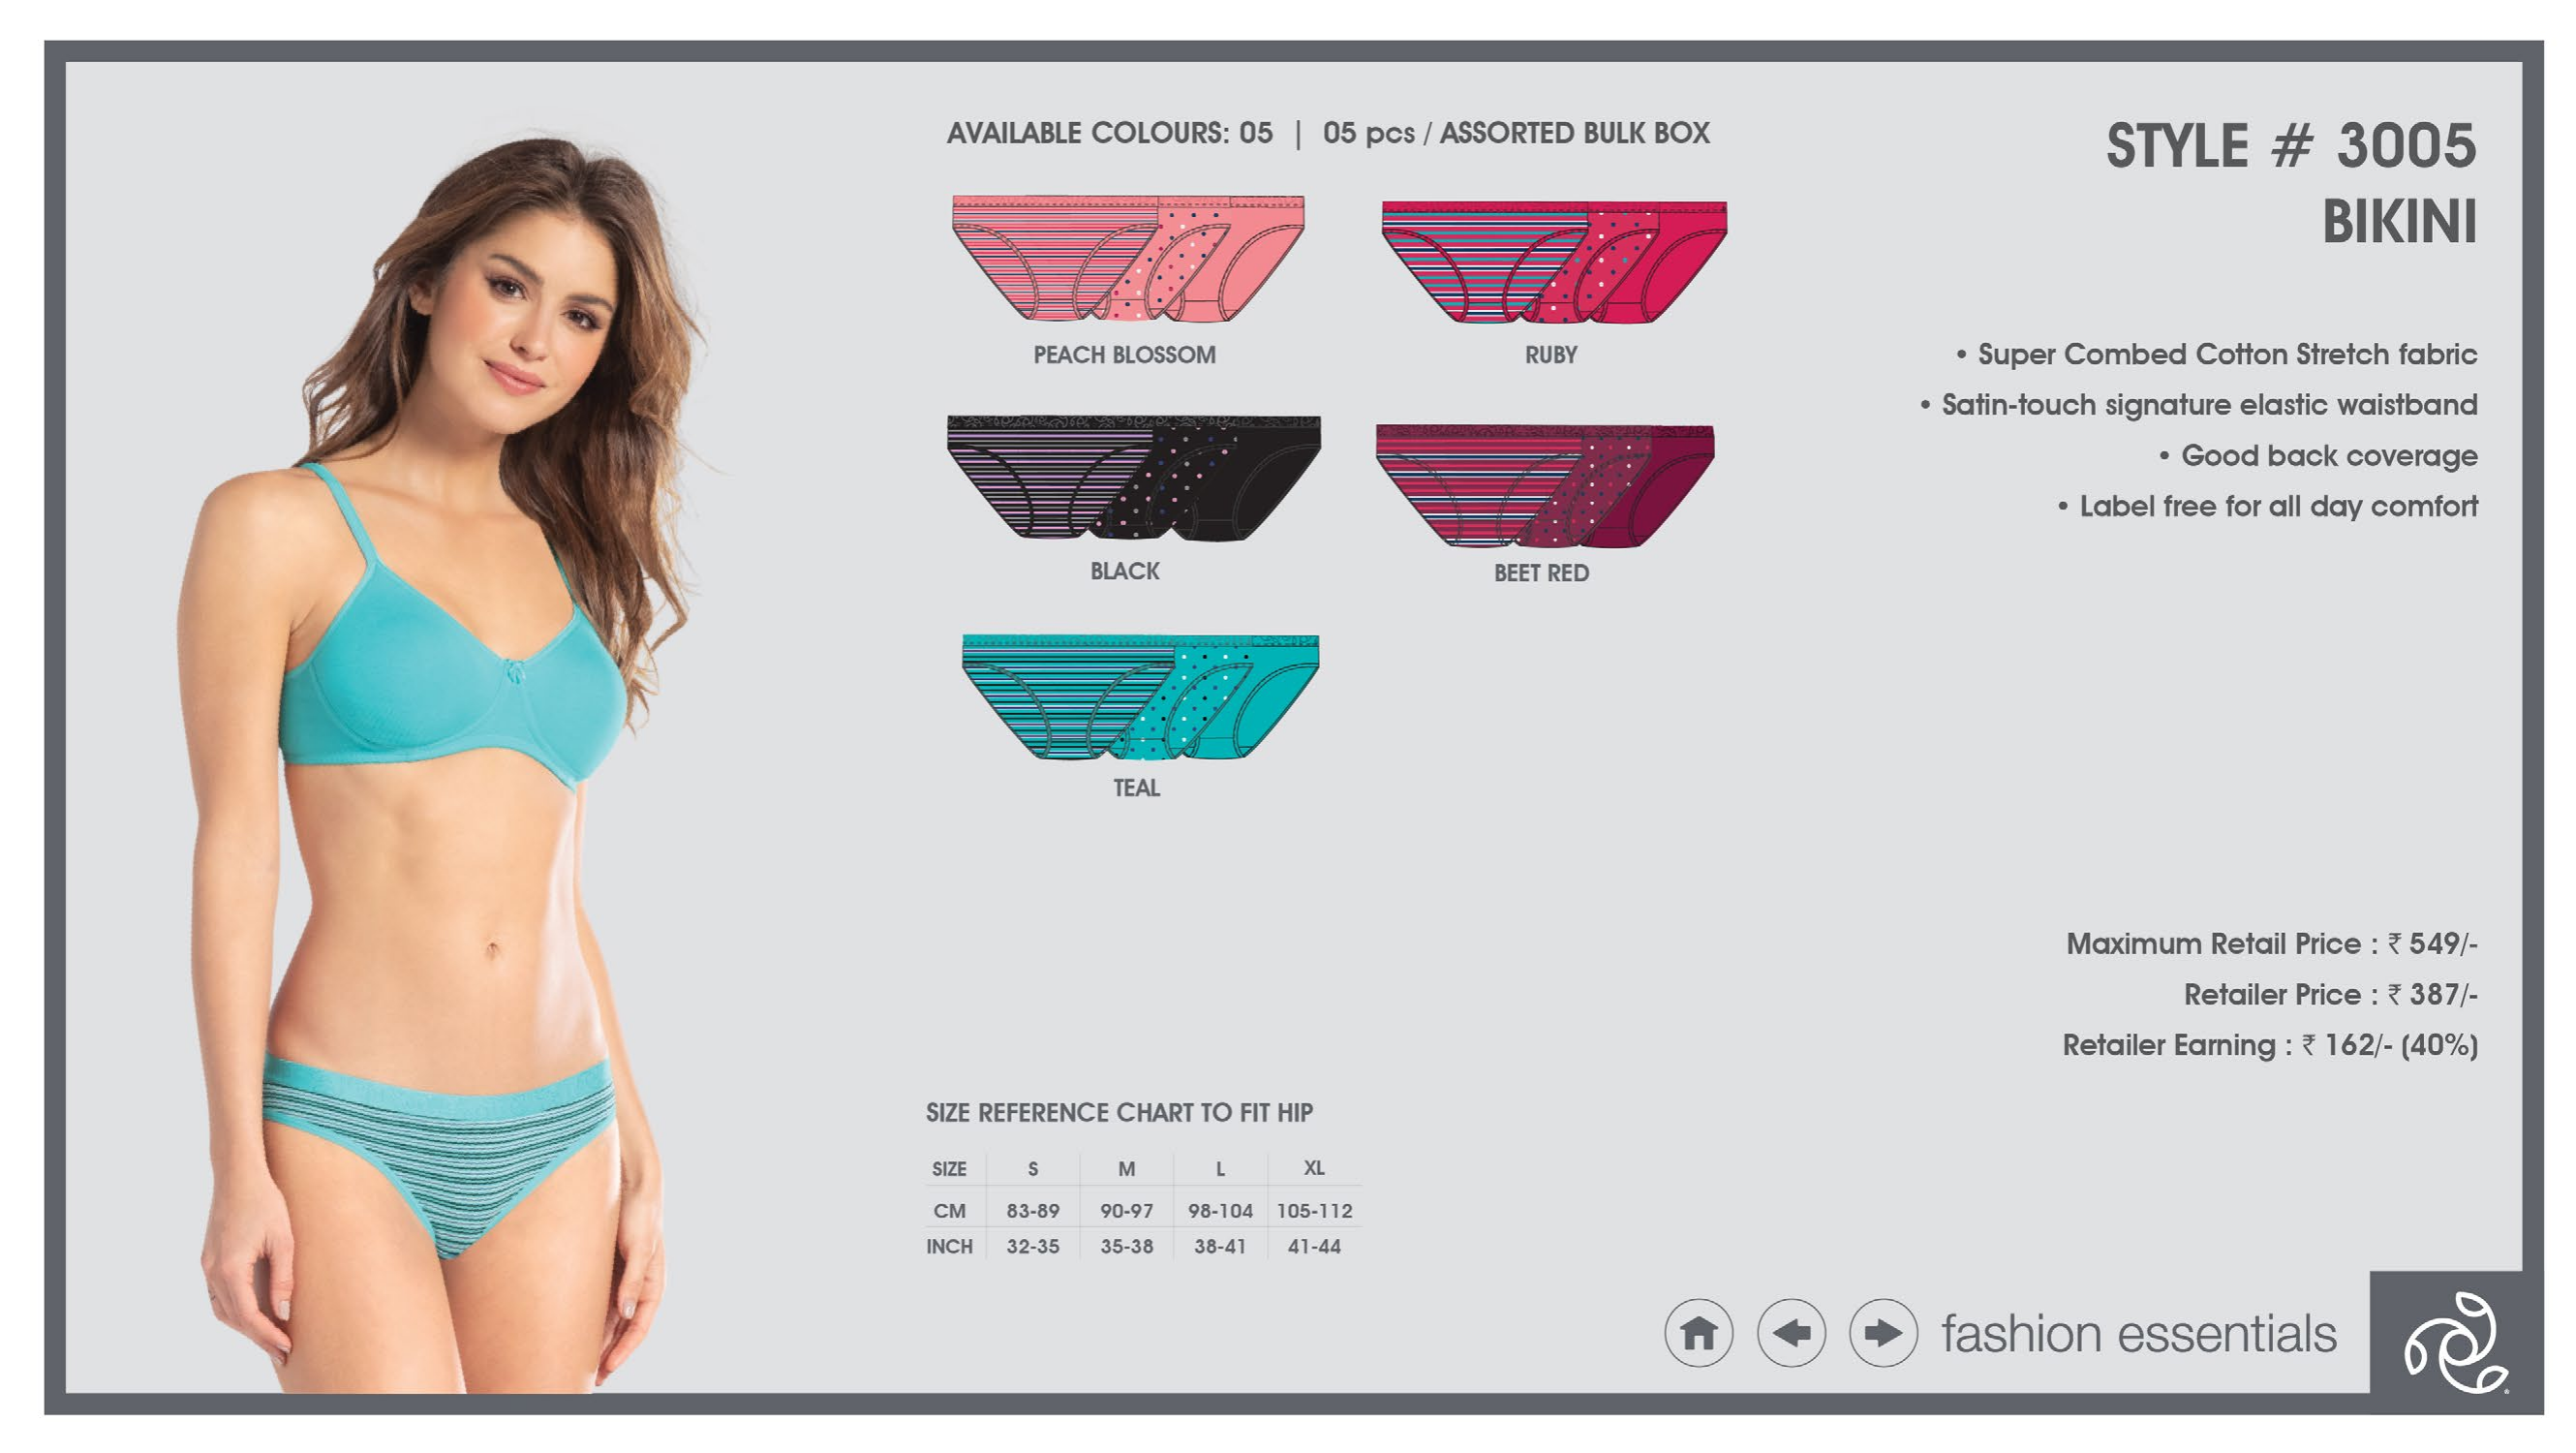 AVAILABLE COLOURS: 05 | 05 pcs / ASSORTED BULK BOX
PEACH BLOSSOM
RUBY
BLACK
BEET RED
TEAL
STYLE # 3005
BIKINI
• Super Combed Cotton Stretch fabric
• Satin-touch signature elastic waistband
• Good back coverage
• Label free for all day comfort
Maximum Retail Price : ₹ 549/-
Retailer Price : ₹ 387/-
Retailer Earning : ₹ 162/- (40%)
SIZE REFERENCE CHART TO FIT HIP
SIZE S M L XL
CM 83-89 90-97 98-104 105-112
INCH 32-35 35-38 38-41 41-44
fashion essentials